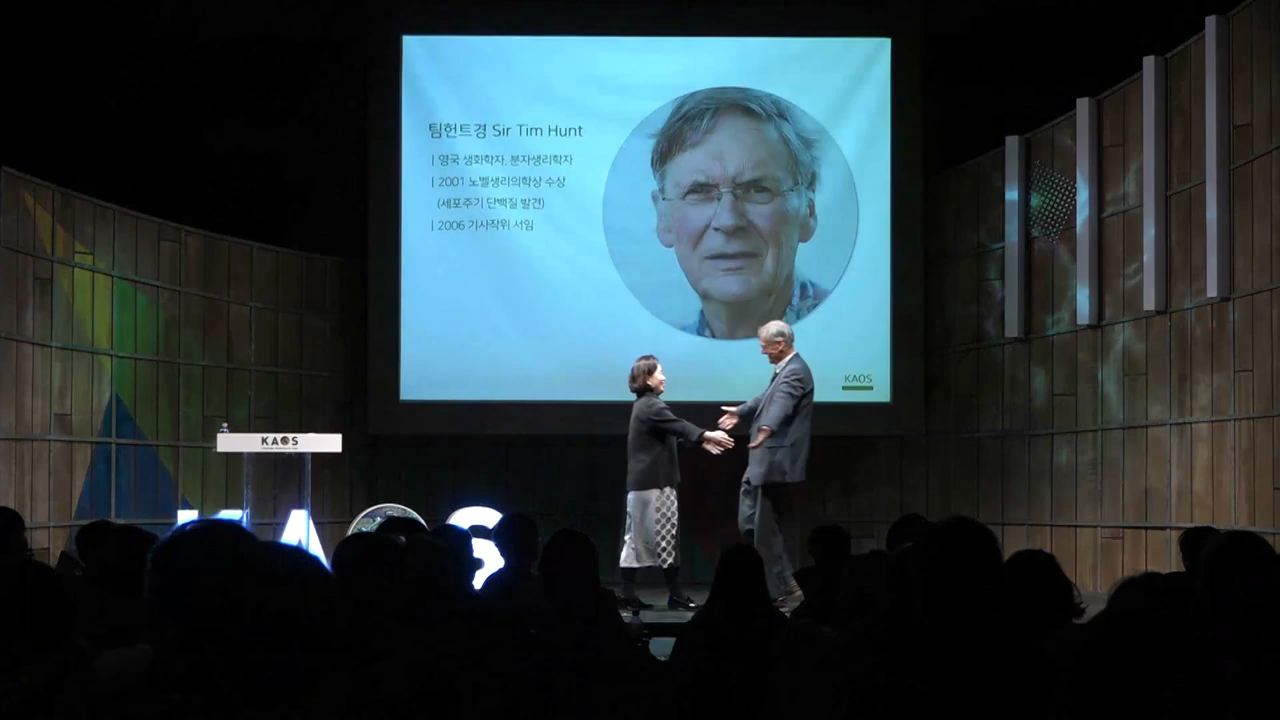 팀헌트경 Sir Tim Hunt
| 영국 생화학자, 분자생리학자
| 2001 노벨생리의학상 수상
(세포주기 단백질 발견)
| 2006 기사작위 서임
KAOS
KAOS